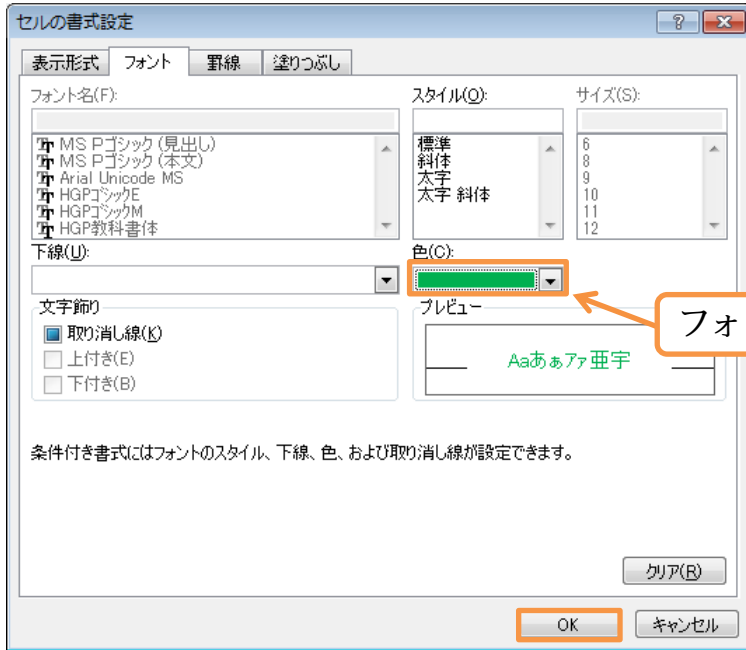 セルの書式設定
表示形式 フォント 罫線 塗りつぶし
フォント名(F): スタイル(O): サイズ(S):
MS Pゴシック (見出し)
MS Pゴシック (本文)
Arial Unicode MS
HGPゴシックE
HGPゴシックM
HGP教科書体
標準
斜体
太字
太字 斜体
6
8
9
10
11
12
下線(U): 色(C):
文字飾り
取り消し線(K)
上付き(E)
下付き(B)
プレビュー
Aaあぁアァ亜宇
フォ
条件付き書式にはフォントのスタイル、下線、色、および取り消し線が設定できます。
クリア(R)
OK キャンセル